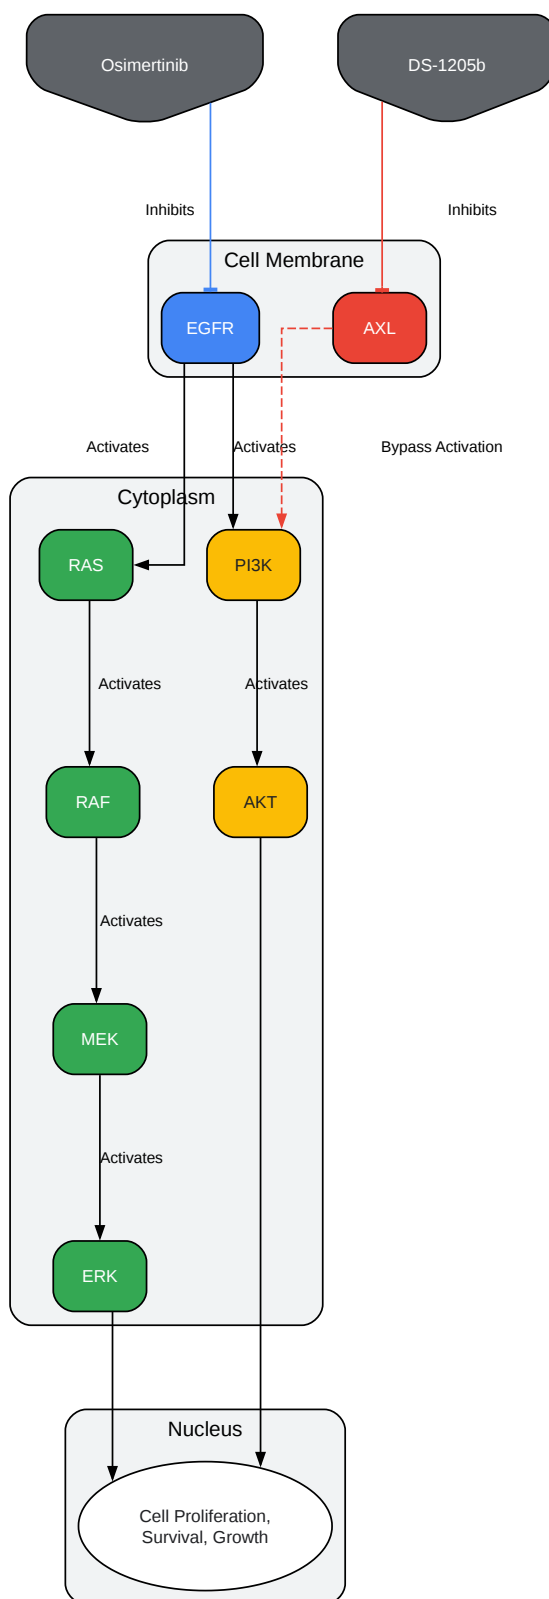 Osimertinib
DS-1205b
Inhibits
Inhibits
Cell Membrane
EGFR
AXL
Activates
Activates
Bypass Activation
Cytoplasm
RAS
PI3K
Activates
Activates
RAF
AKT
Activates
MEK
Activates
ERK
Nucleus
Cell Proliferation,
Survival, Growth